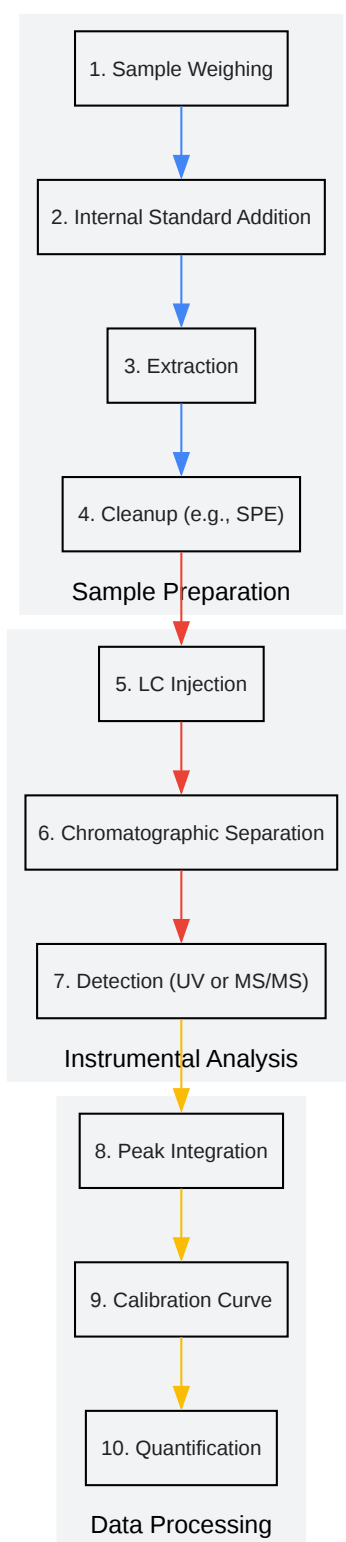 1. Sample Weighing
2. Internal Standard Addition
3. Extraction
4. Cleanup (e.g., SPE)
Sample Preparation
5. LC Injection
6. Chromatographic Separation
7. Detection (UV or MS/MS)
Instrumental Analysis
8. Peak Integration
9. Calibration Curve
10. Quantification
Data Processing